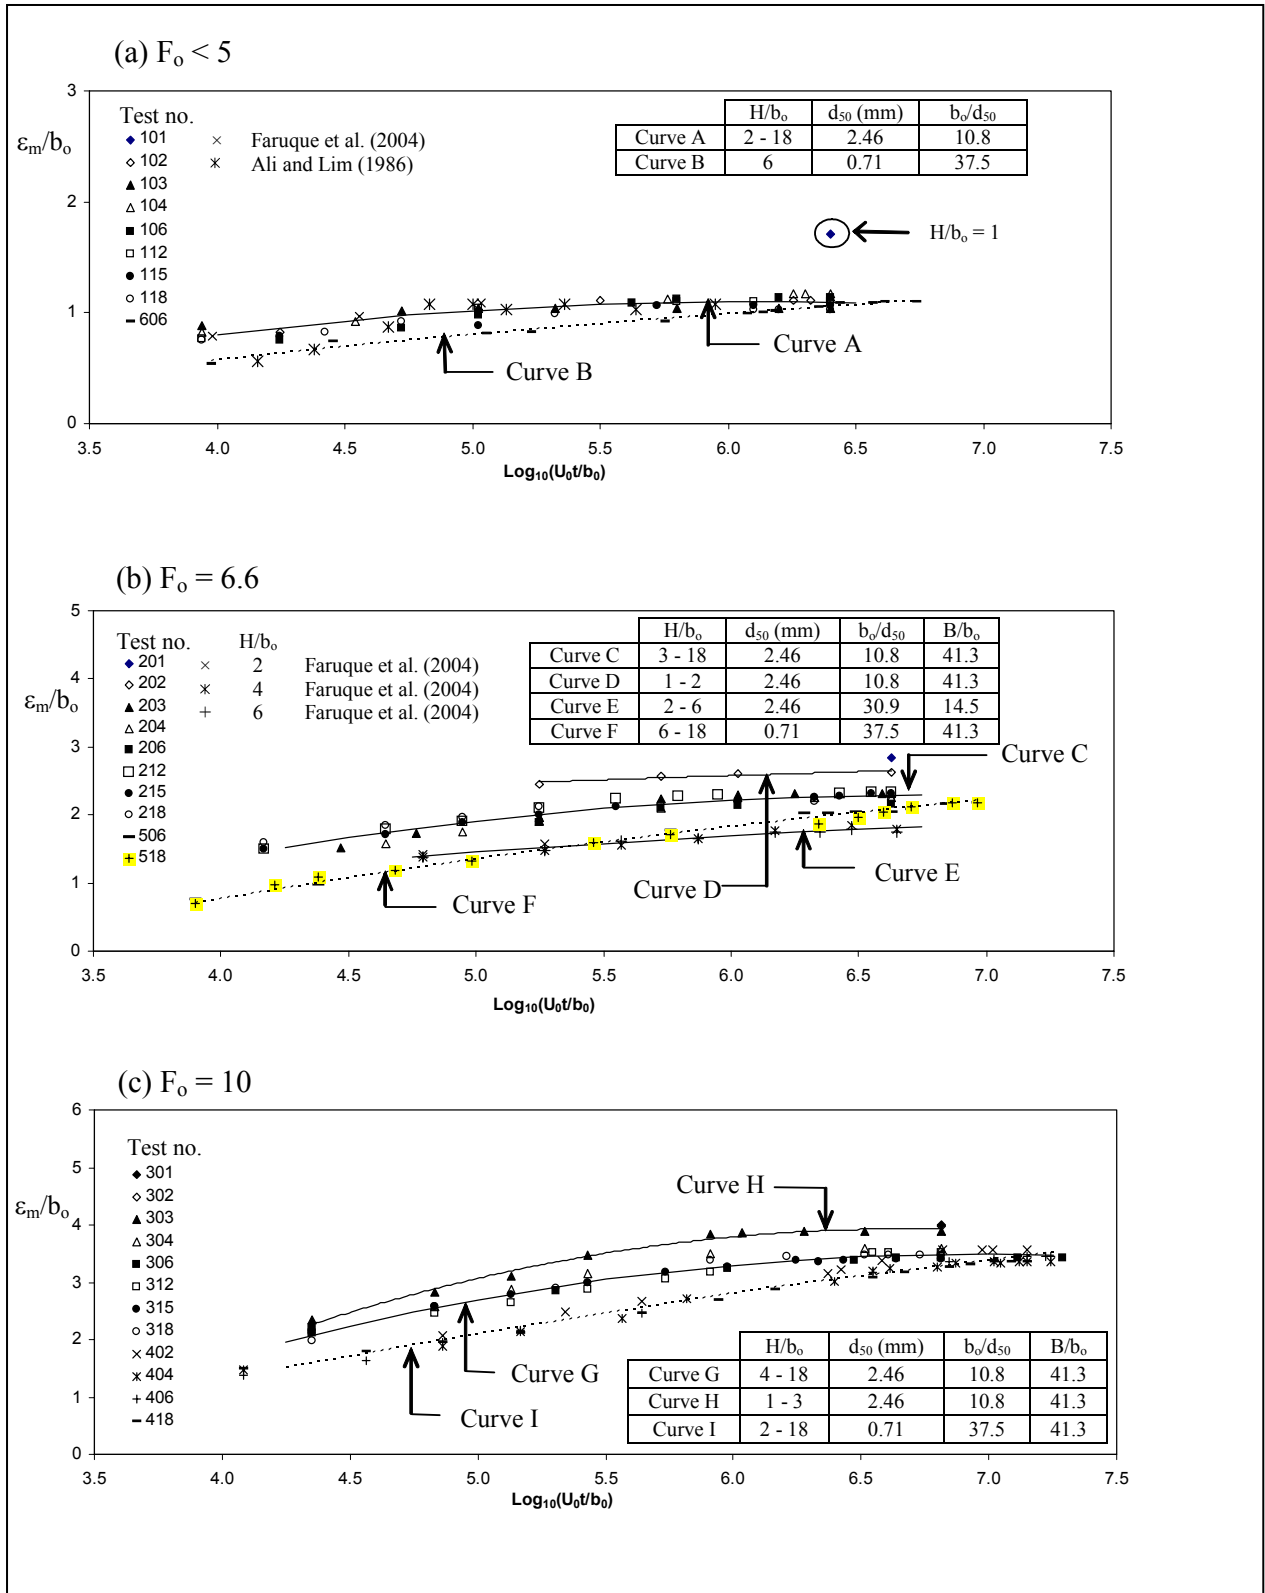 (a) Fo < 5
3
2
1
0
εm/bo
Test no.
101
102
103
104
106
112
115
118
606
Faruque et al. (2004)
Ali and Lim (1986)
H/bo d50 (mm) bo/d50
Curve A 2 - 18 2.46 10.8
Curve B 6 0.71 37.5
H/bo = 1
Curve A
Curve B
3.5 4.0 4.5 5.0 5.5 6.0 6.5 7.0 7.5
Log10(U0t/b0)
(b) Fo = 6.6
5
4
3
2
1
0
εm/bo
Test no. H/bo
201 2 Faruque et al. (2004)
202 4 Faruque et al. (2004)
203 6 Faruque et al. (2004)
204
206
212
215
218
506
518
H/bo d50 (mm) bo/d50 B/bo
Curve C 3 - 18 2.46 10.8 41.3
Curve D 1 - 2 2.46 10.8 41.3
Curve E 2 - 6 2.46 30.9 14.5
Curve F 6 - 18 0.71 37.5 41.3
Curve C
Curve E
Curve D
Curve F
3.5 4.0 4.5 5.0 5.5 6.0 6.5 7.0 7.5
Log10(U0t/b0)
(c) Fo = 10
6
5
4
3
2
1
0
εm/bo
Test no.
301
302
303
304
306
312
315
318
402
404
406
418
Curve H
Curve G
Curve I
H/bo d50 (mm) bo/d50 B/bo
Curve G 4 - 18 2.46 10.8 41.3
Curve H 1 - 3 2.46 10.8 41.3
Curve I 2 - 18 0.71 37.5 41.3
3.5 4.0 4.5 5.0 5.5 6.0 6.5 7.0 7.5
Log10(U0t/b0)